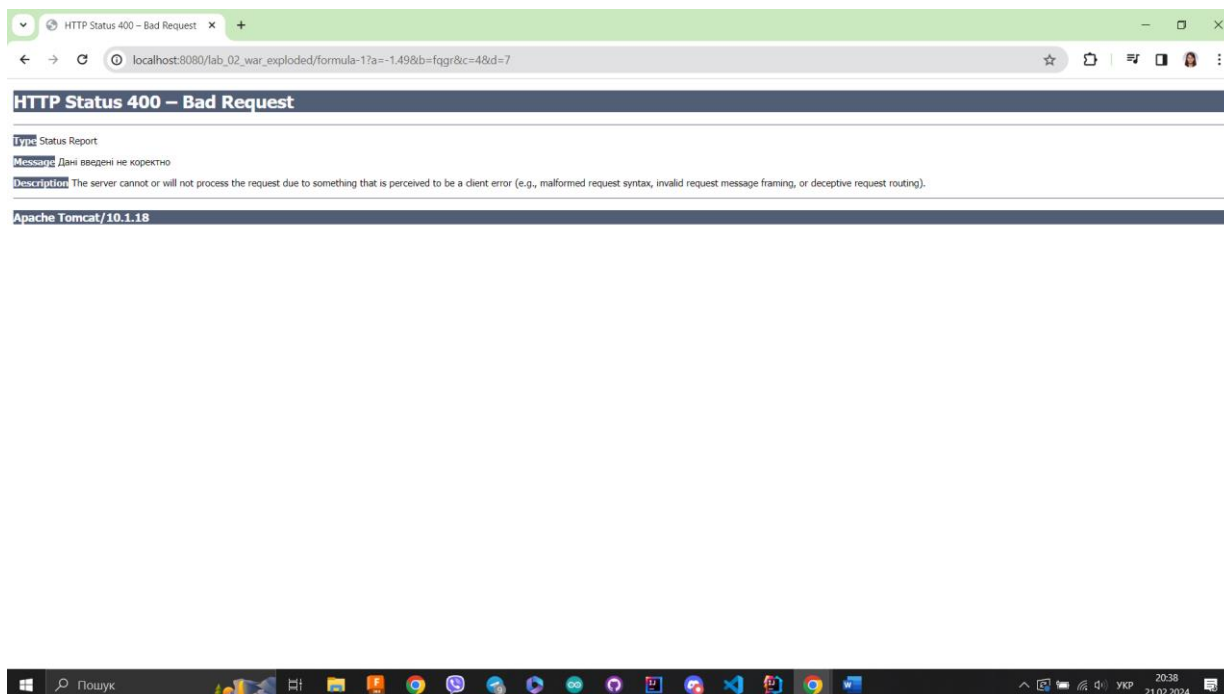 HTTP Status 400 – Bad Request
localhost:8080/lab_02_war_exploded/formula-1?a=-1.49&b=fqgr&c=4&d=7
HTTP Status 400 – Bad Request
Type Status Report
Message Дані введені не коректно
Description The server cannot or will not process the request due to something that is perceived to be a client error (e.g., malformed request syntax, invalid request message framing, or deceptive request routing).
Apache Tomcat/10.1.18
Пошук
УКР
20:38
21.02.2024